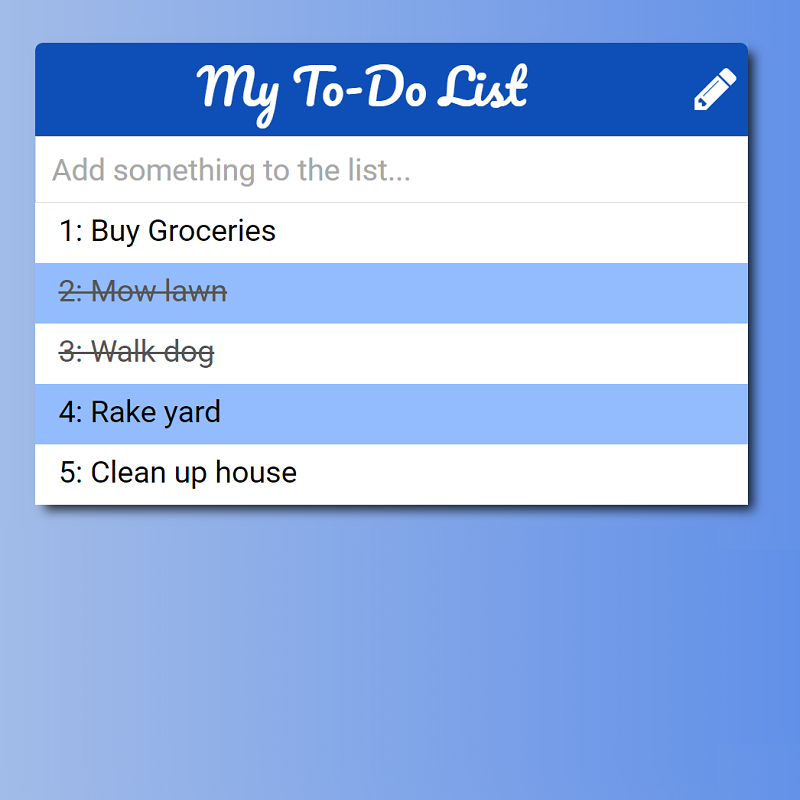 My To-Do List
Add something to the list...
1: Buy Groceries
2: Mow lawn
3: Walk dog
4: Rake yard
5: Clean up house